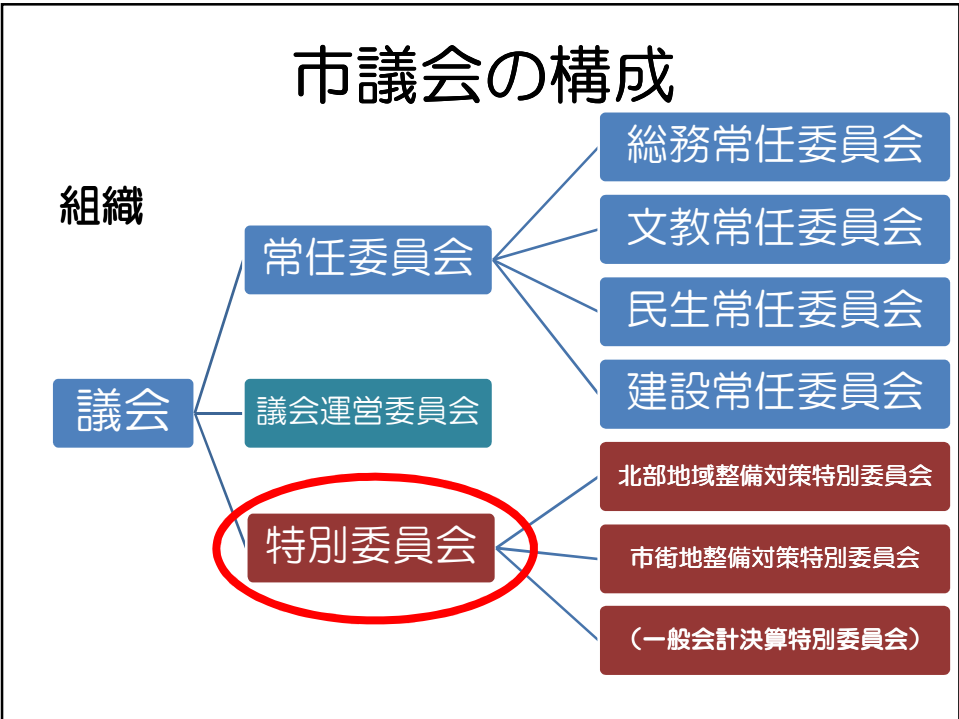 市議会の構成
組織
議会
常任委員会
総務常任委員会
文教常任委員会
民生常任委員会
建設常任委員会
議会運営委員会
特別委員会
北部地域整備対策特別委員会
市街地整備対策特別委員会
（一般会計決算特別委員会）